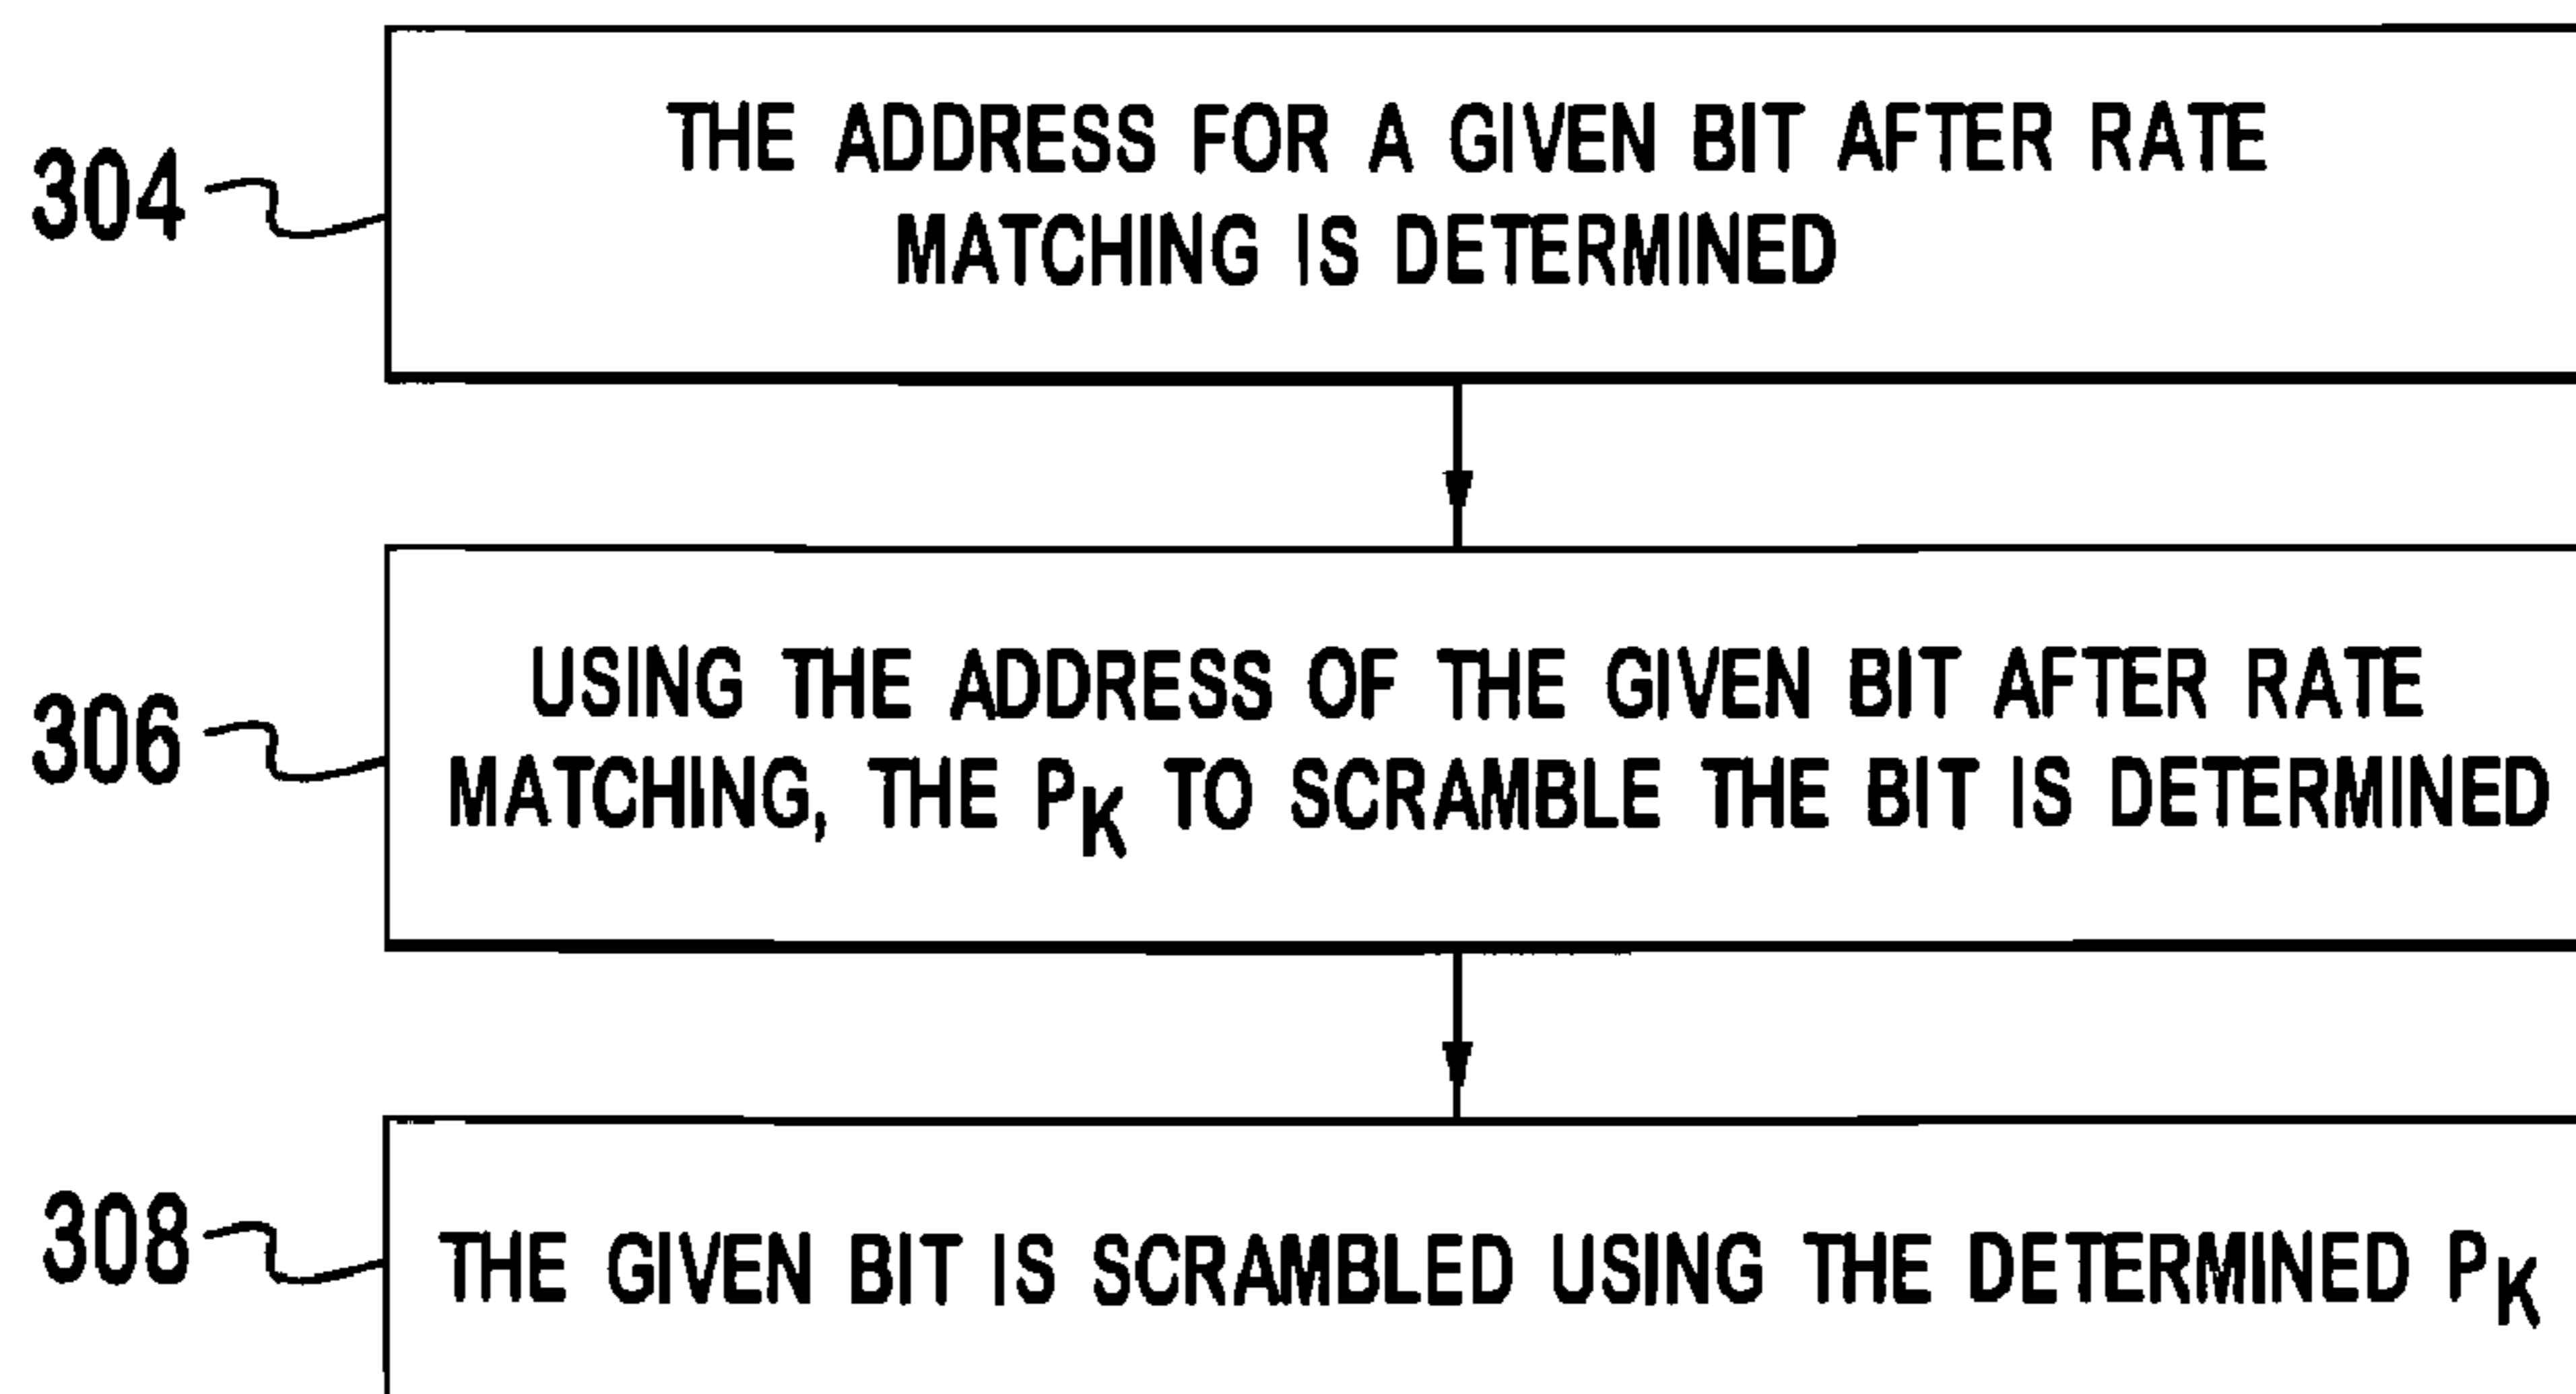 304
THE ADDRESS FOR A GIVEN BIT AFTER RATE
MATCHING IS DETERMINED
306
USING THE ADDRESS OF THE GIVEN BIT AFTER RATE
MATCHING, THE PK TO SCRAMBLE THE BIT IS DETERMINED
308
THE GIVEN BIT IS SCRAMBLED USING THE DETERMINED PK